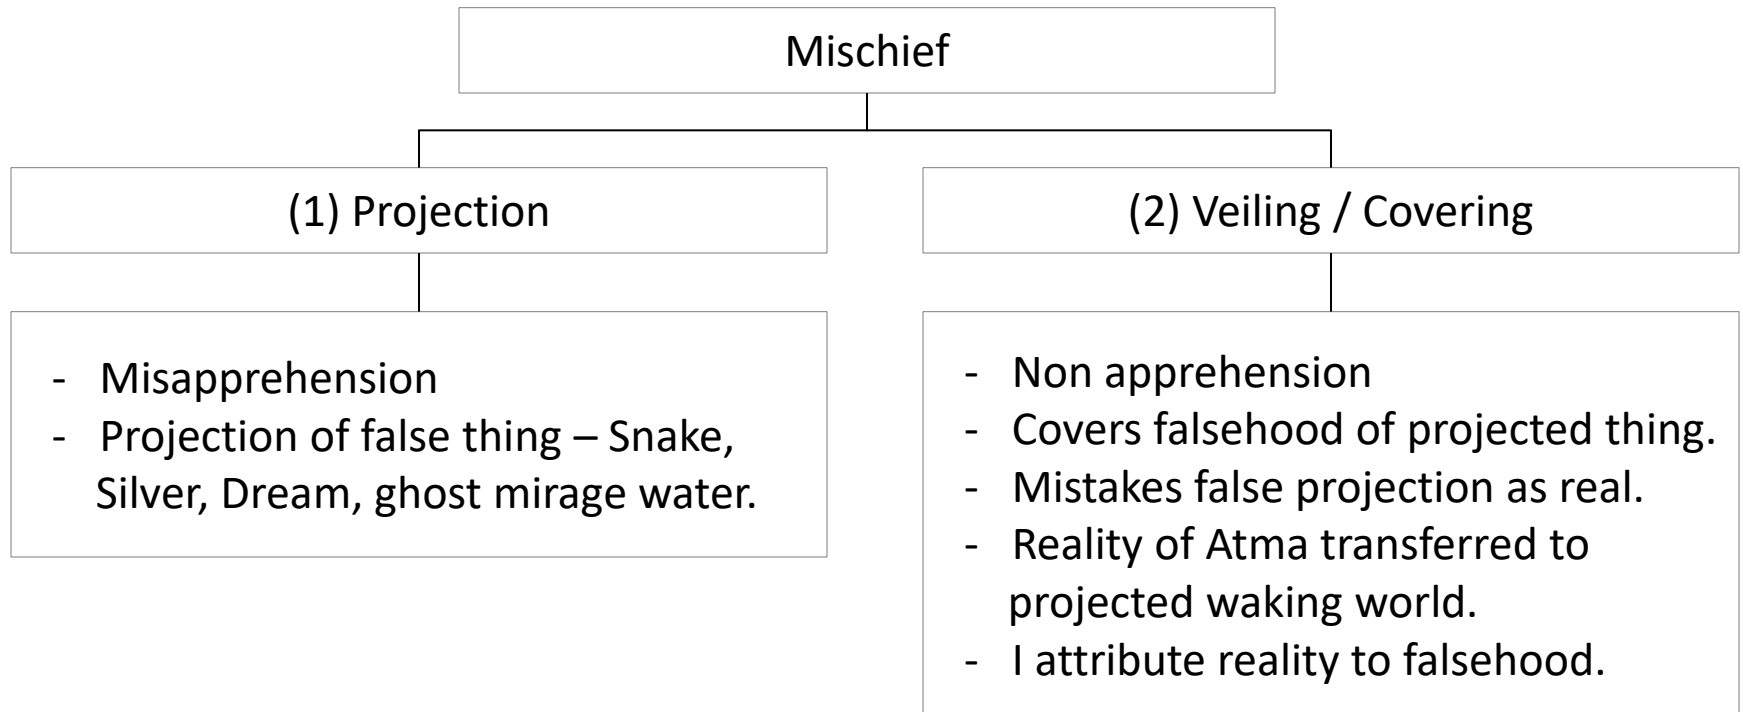 Mischief
(1) Projection
(2) Veiling / Covering
- Misapprehension
- Projection of false thing – Snake,
Silver, Dream, ghost mirage water.
- Non apprehension
- Covers falsehood of projected thing.
- Mistakes false projection as real.
- Reality of Atma transferred to
projected waking world.
- I attribute reality to falsehood.